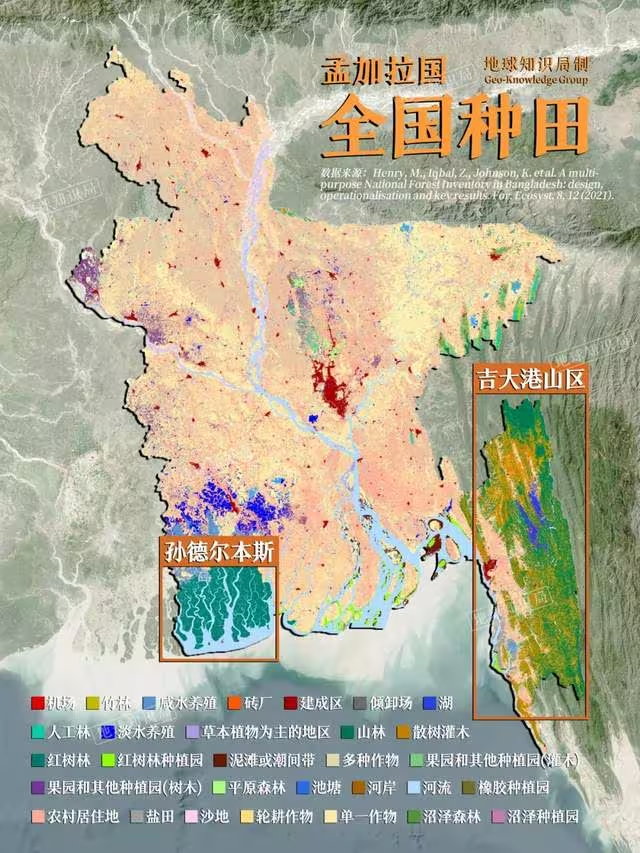 孟加拉国
地球知识局制
Geo-Knowledge Group
全国种田
数据来源：Henry, M., Iqbal, Z., Johnson, K. et al. A multi-
purpose National Forest Inventory in Bangladesh: design,
operationalisation and key results. For. Ecosyst. 8, 12 (2021).
吉大港山区
孙德尔本斯
机场 竹林 咸水养殖 砖厂 建成区 倾卸场 湖
人工林 淡水养殖 草本植物为主的地区 山林 散树灌木
红树林 红树林种植园 泥滩或潮间带 多种作物 果园和其他种植园(灌木)
果园和其他种植园(树木) 平原森林 池塘 河岸 河流 橡胶种植园
农村居住地 盐田 沙地 轮耕作物 单一作物 沼泽森林 沼泽种植园